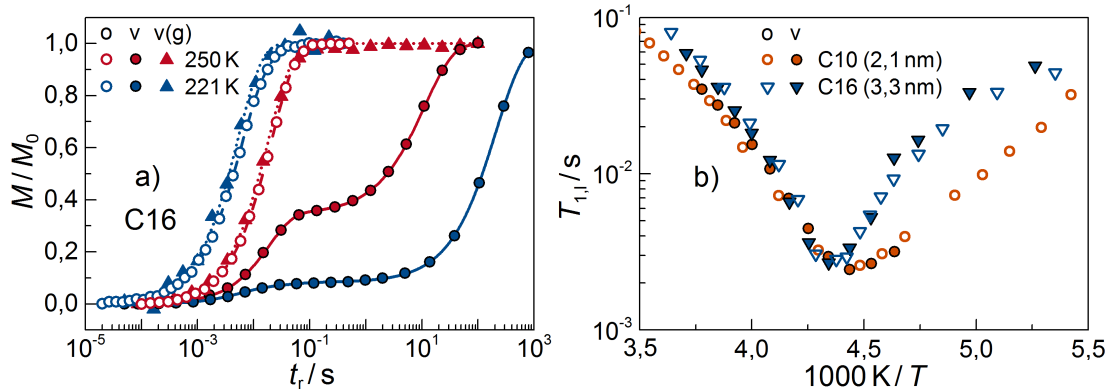 o v v(g)
250 K
221 K
a)
C16
M / M0
1,0
0,8
0,6
0,4
0,2
0,0
10-5 10-3 10-1 101 103
tr / s
o v
C10 (2,1 nm)
C16 (3,3 nm)
b)
T1,l / s
10-1
10-2
10-3
3,5 4,0 4,5 5,0 5,5
1000 K / T